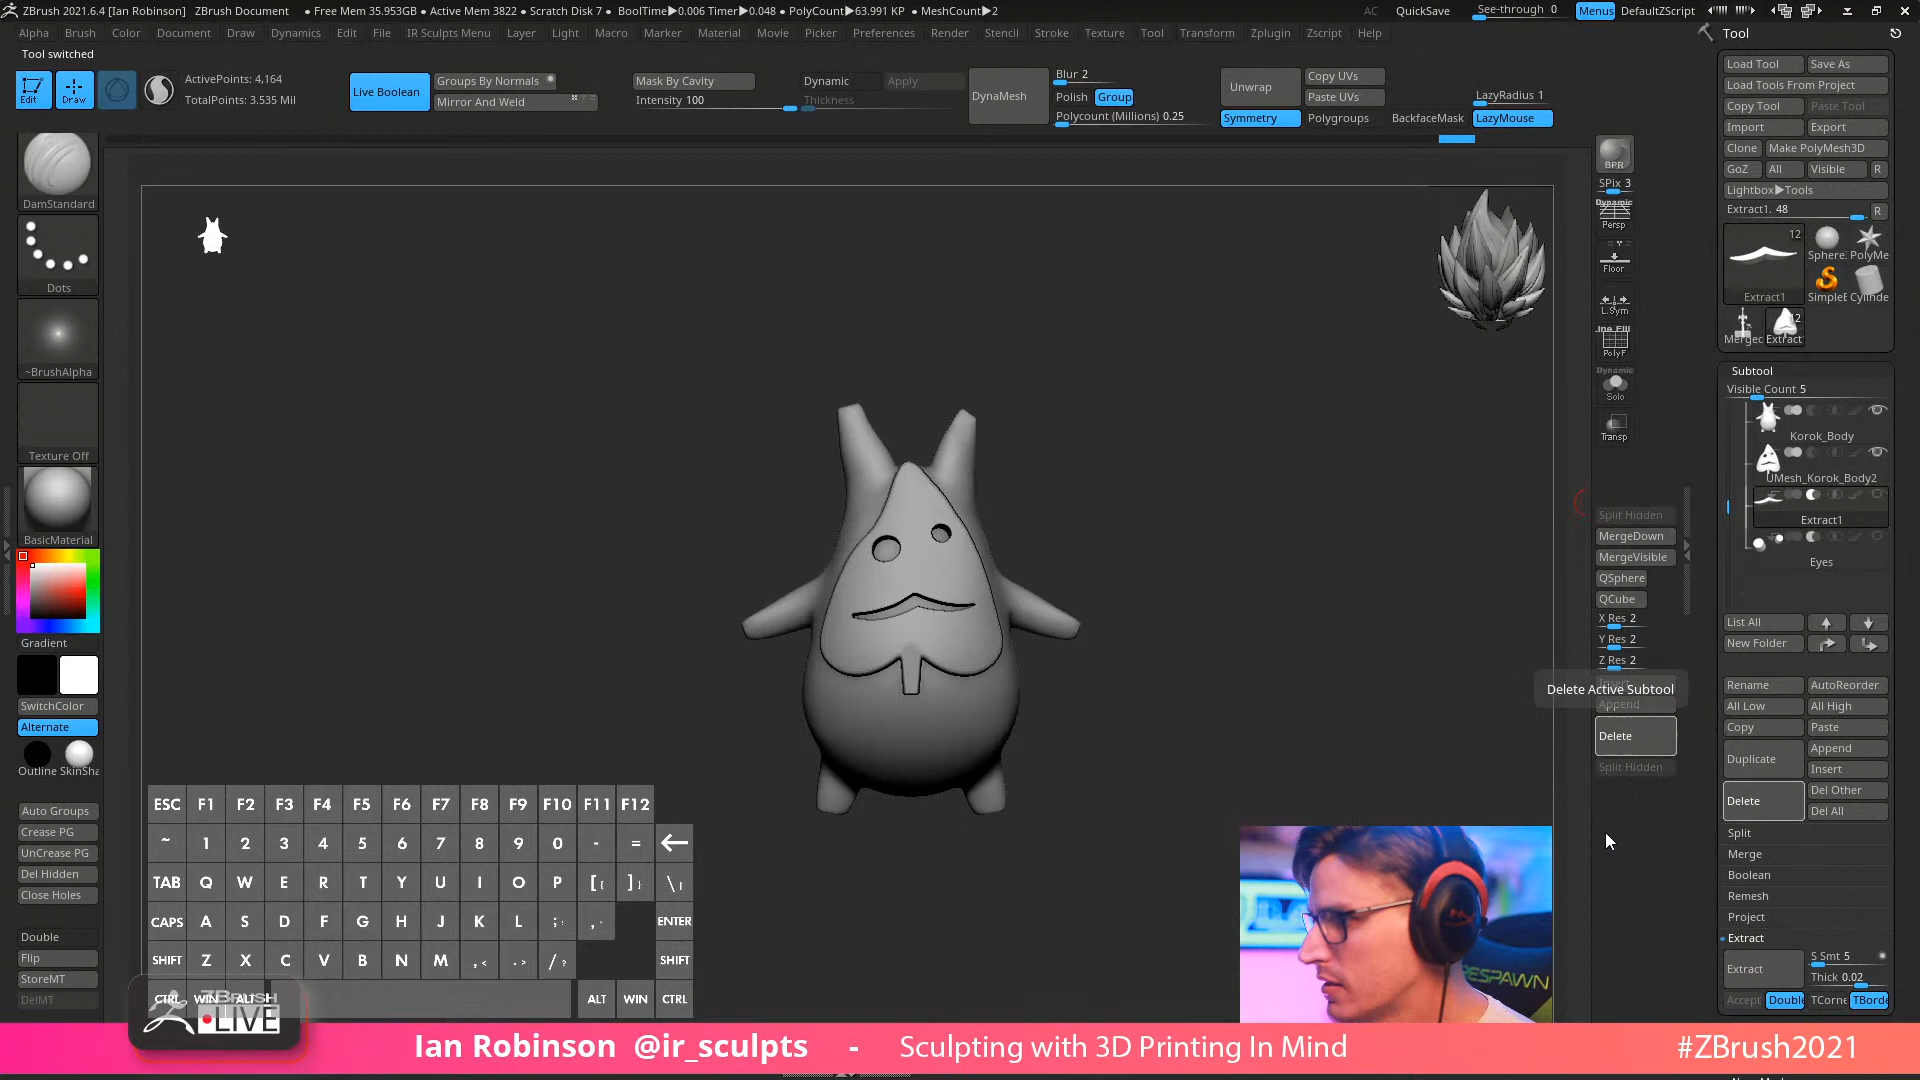 ZBrush 2021.6.4 [Ian Robinson] ZBrush Document • Free Mem 35.953GB • Active Mem 3822 • Scratch Disk 7 • BoolTime▶0.006 Timer▶0.048 • PolyCount▶63.991 KP • MeshCount▶2 AC QuickSave See-through 0 Menus DefaultZScript
Alpha Brush Color Document Draw Dynamics Edit File IR Sculpts Menu Layer Light Macro Marker Material Movie Picker Preferences Render Stencil Stroke Texture Tool Transform Zplugin Zscript Help
Tool switched
Edit
Draw
ActivePoints: 4,164
TotalPoints: 3.535 Mil
Live Boolean
Groups By Normals
Mirror And Weld
Mask By Cavity
Intensity 100
Dynamic Apply
Thickness
DynaMesh
Blur 2
Polish Group
Polycount (Millions) 0.25
Unwrap
Copy UVs
Paste UVs
Symmetry Polygroups BackfaceMask
LazyRadius 1
LazyMouse
DamStandard
Dots
~BrushAlpha
Texture Off
BasicMaterial
Gradient
SwitchColor
Alternate
Outline SkinSha
Auto Groups
Crease PG
UnCrease PG
Del Hidden
Close Holes
Double
Flip
StoreMT
DelMT
BPR
SPix 3
Dynamic
Persp
Floor
L.Sym
Line Fill
PolyF
Dynamic
Solo
Transp
Split Hidden
MergeDown
MergeVisible
QSphere
QCube
X Res 2
Y Res 2
Z Res 2
Insert
Delete Active Subtool
Append
Delete
Split Hidden
Tool
Load Tool Save As
Load Tools From Project
Copy Tool Paste Tool
Import Export
Clone Make PolyMesh3D
GoZ All Visible R
Lightbox▶Tools
Extract1. 48 R
12
Extract1
Sphere. PolyMe
SimpleE Cylinde
12
Mergec Extract
Subtool
Visible Count 5
Korok_Body
UMesh_Korok_Body2
Extract1
Eyes
List All
New Folder
Rename AutoReorder
All Low All High
Copy Paste
Duplicate Append
Insert
Delete Del Other
Del All
Split
Merge
Boolean
Remesh
Project
Extract
Extract
S Smt 5
Thick 0.02
Accept Double TCorne TBorde
ESC F1 F2 F3 F4 F5 F6 F7 F8 F9 F10 F11 F12
~ 1 2 3 4 5 6 7 8 9 0 - = ←
TAB Q W E R T Y U I O P [{ ]} \|
CAPS A S D F G H J K L ;: ,. ENTER
SHIFT Z X C V B N M ,< .> /? SHIFT
CTRL WIN ALT ALT WIN CTRL
ZBRUSH
LIVE
RESPAWN
Ian Robinson @ir_sculpts - Sculpting with 3D Printing In Mind #ZBrush2021